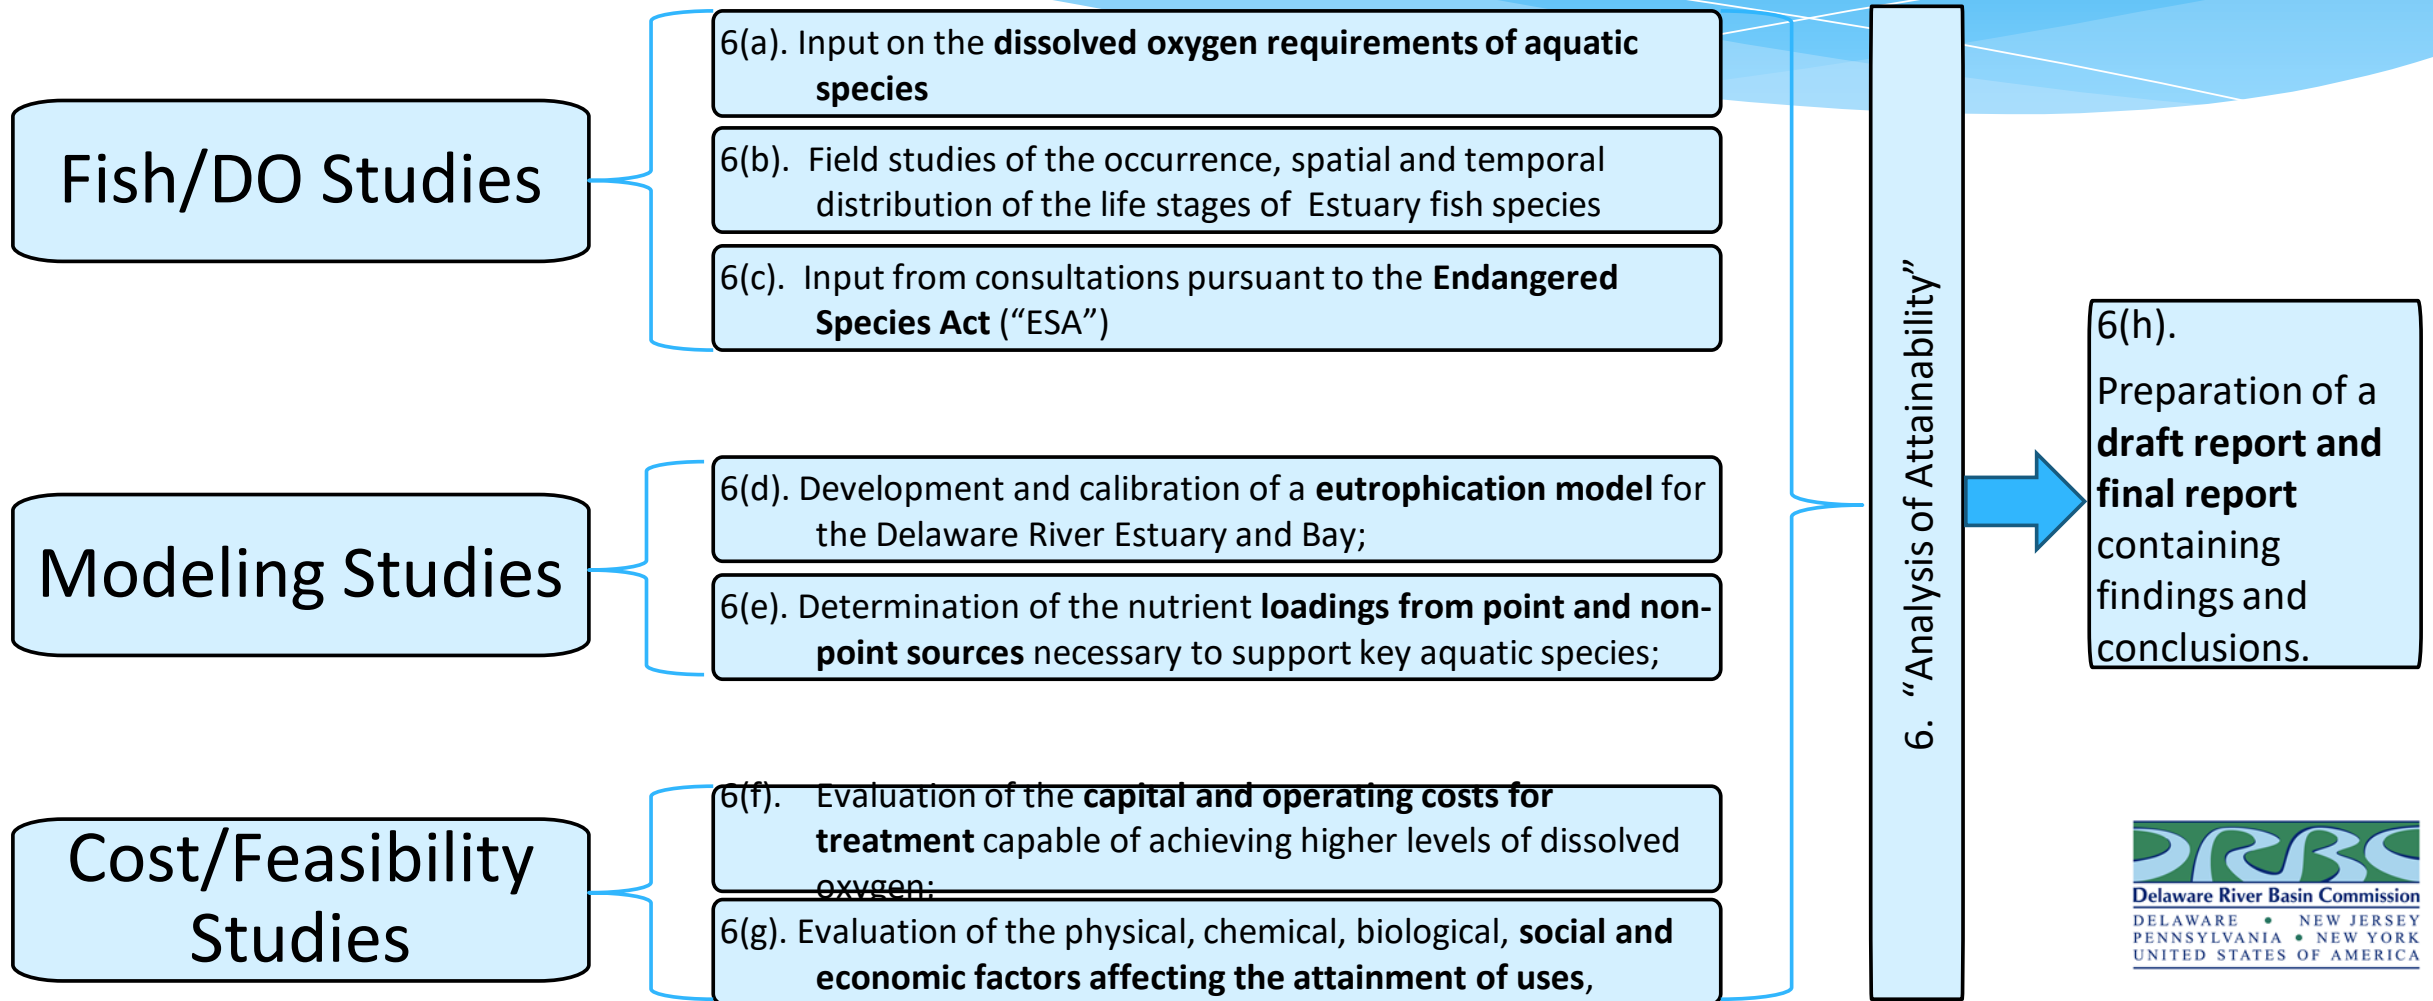 Fish/DO Studies
6(a). Input on the dissolved oxygen requirements of aquatic
species
6(b). Field studies of the occurrence, spatial and temporal
distribution of the life stages of Estuary fish species
6(c). Input from consultations pursuant to the Endangered
Species Act (“ESA”)
Modeling Studies
6(d). Development and calibration of a eutrophication model for
the Delaware River Estuary and Bay;
6(e). Determination of the nutrient loadings from point and non-
point sources necessary to support key aquatic species;
Cost/Feasibility
Studies
6(f). Evaluation of the capital and operating costs for
treatment capable of achieving higher levels of dissolved
oxygen;
6(g). Evaluation of the physical, chemical, biological, social and
economic factors affecting the attainment of uses,
6. “Analysis of Attainability”
6(h).
Preparation of a
draft report and
final report
containing
findings and
conclusions.
DRBC
Delaware River Basin Commission
DELAWARE • NEW JERSEY
PENNSYLVANIA • NEW YORK
UNITED STATES OF AMERICA